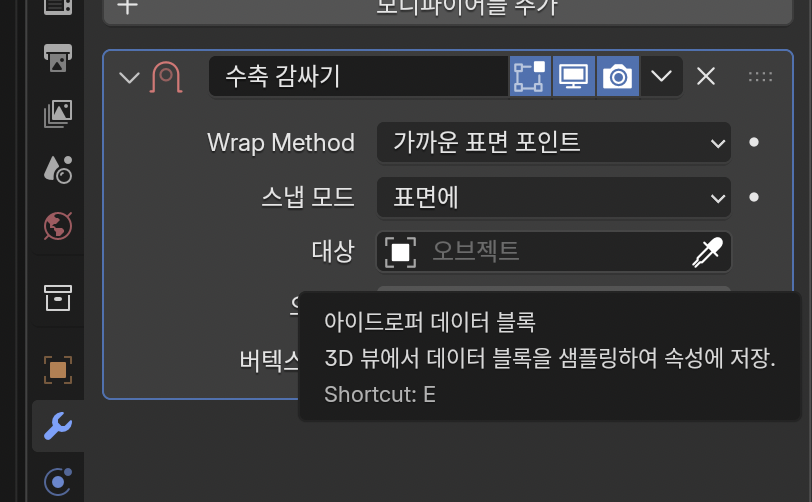 모디파이어를 추가
수축 감싸기
Wrap Method
가까운 표면 포인트
스냅 모드
표면에
대상
오브젝트
버텍스
아이드로퍼 데이터 블록
3D 뷰에서 데이터 블록을 샘플링하여 속성에 저장.
Shortcut: E